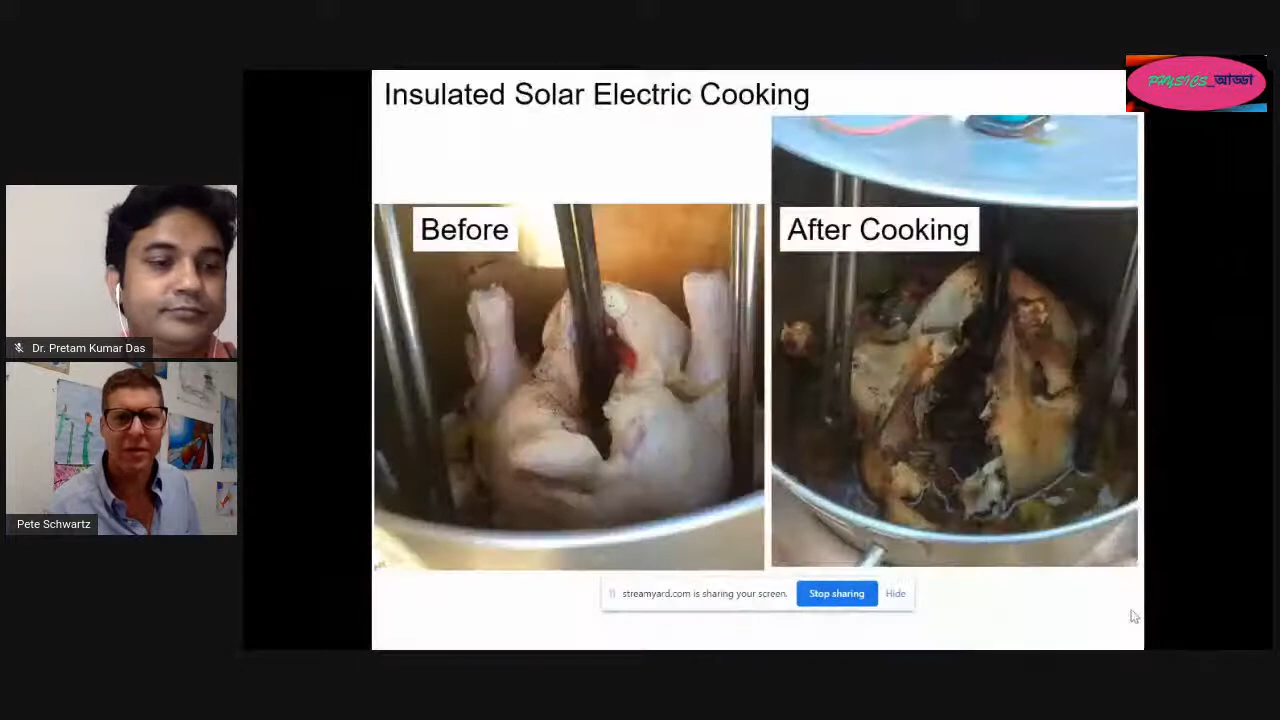 Insulated Solar Electric Cooking
PHYSICS_আড্ডা
Before
After Cooking
Dr. Pretam Kumar Das
Pete Schwartz
streamyard.com is sharing your screen.
Stop sharing
Hide